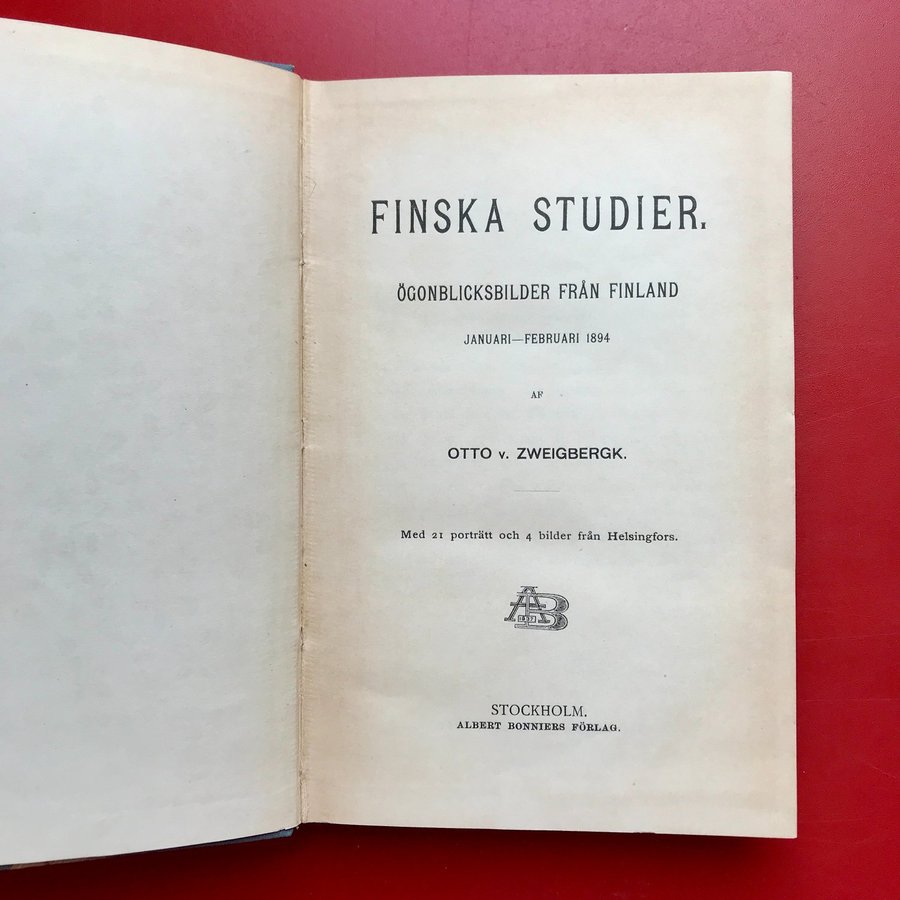 FINSKA STUDIER.
ÖGONBLICKSBILDER FRÅN FINLAND
JANUARI—FEBRUARI 1894
AF
OTTO v. ZWEIGBERGK.
Med 21 porträtt och 4 bilder från Helsingfors.
AB
STOCKHOLM.
ALBERT BONNIERS FÖRLAG.